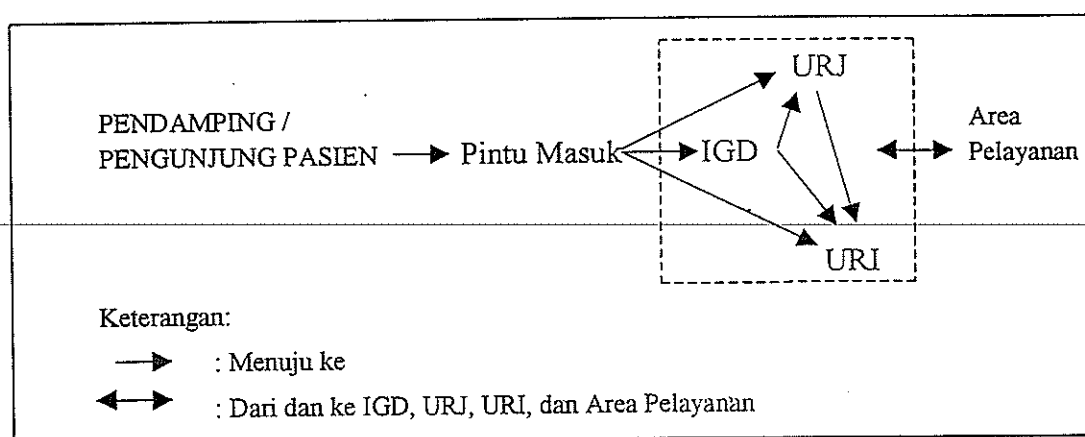 URJ
PENDAMPING /
PENGUNJUNG PASIEN
Pintu Masuk
IGD
Area
Pelayanan
URI
Keterangan:
: Menuju ke
: Dari dan ke IGD, URJ, URI, dan Area Pelayanan